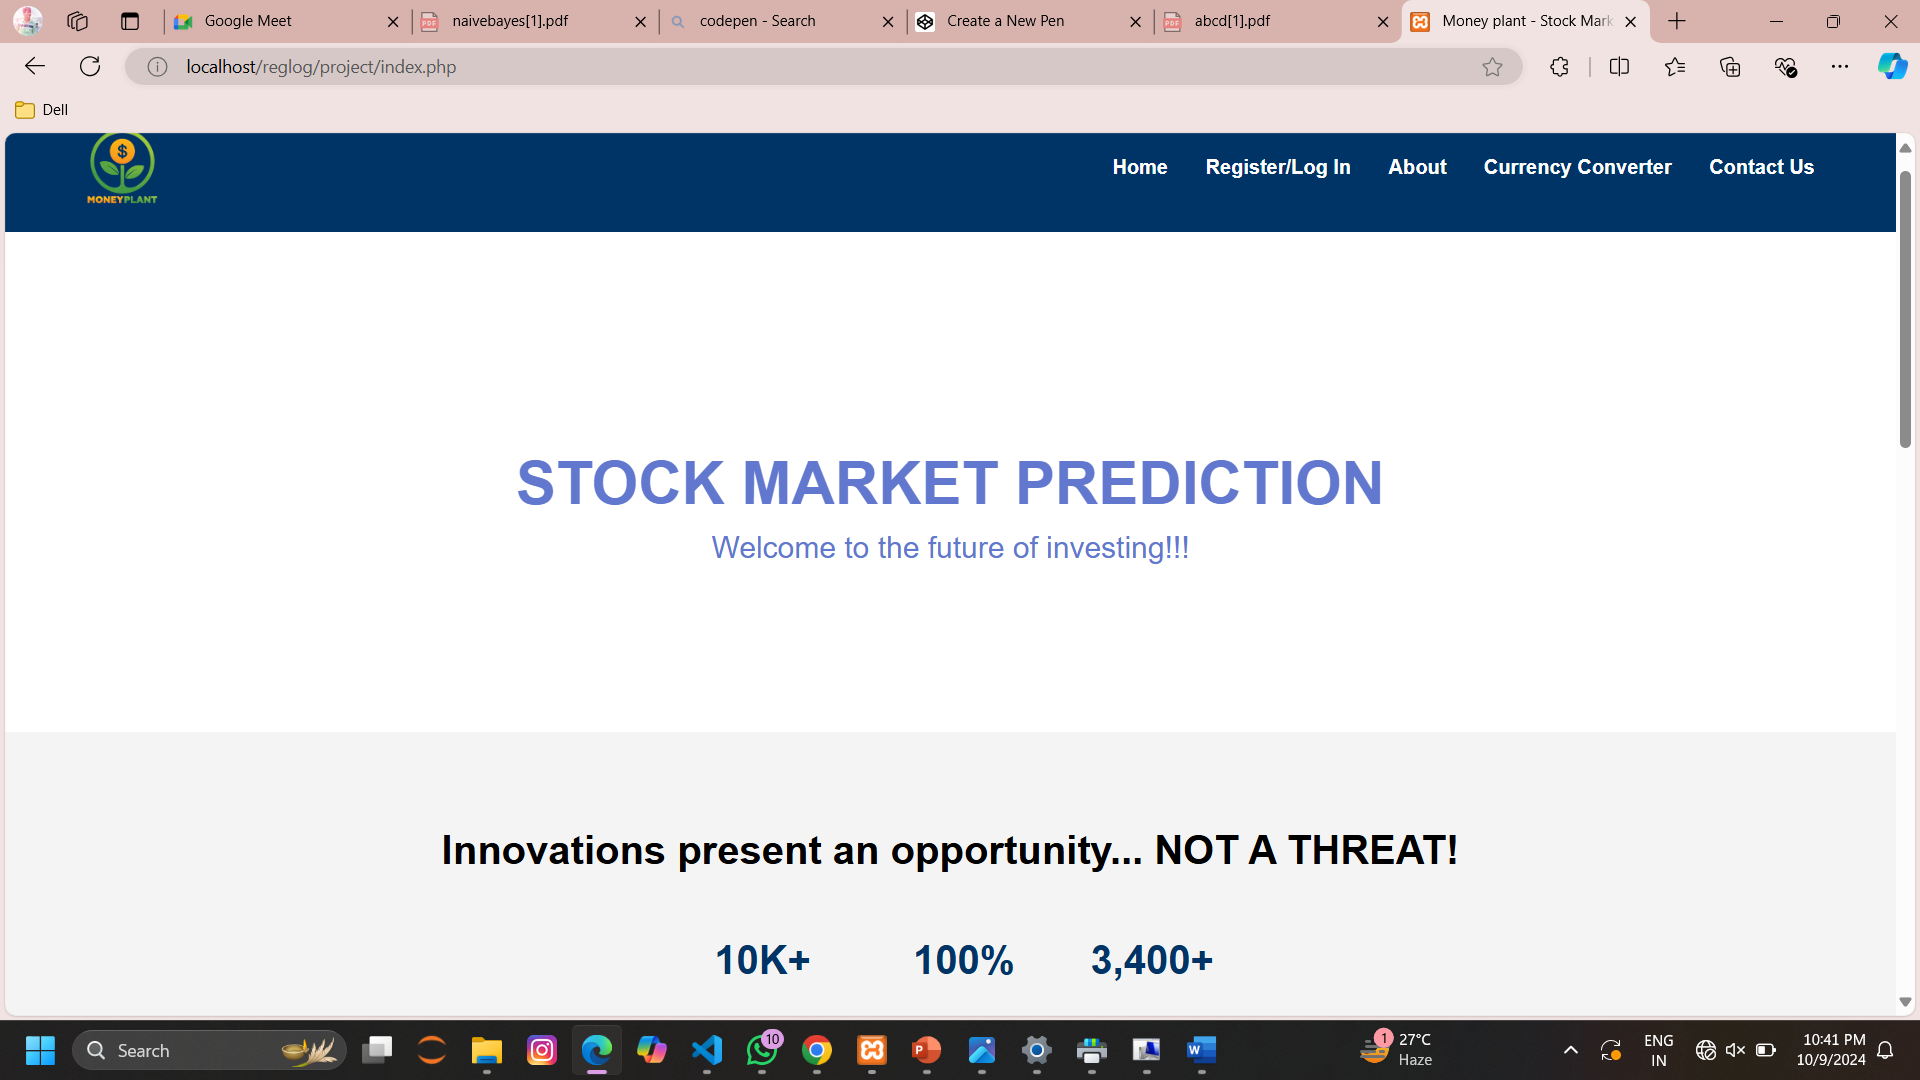 Google Meet
naivebayes[1].pdf
codepen - Search
Create a New Pen
abcd[1].pdf
Money plant - Stock Mark
localhost/reglog/project/index.php
Dell
MONEYPLANT
Home
Register/Log In
About
Currency Converter
Contact Us
STOCK MARKET PREDICTION
Welcome to the future of investing!!!
Innovations present an opportunity... NOT A THREAT!
10K+
100%
3,400+
Search
10
1
27°C
Haze
ENG
IN
10:41 PM
10/9/2024